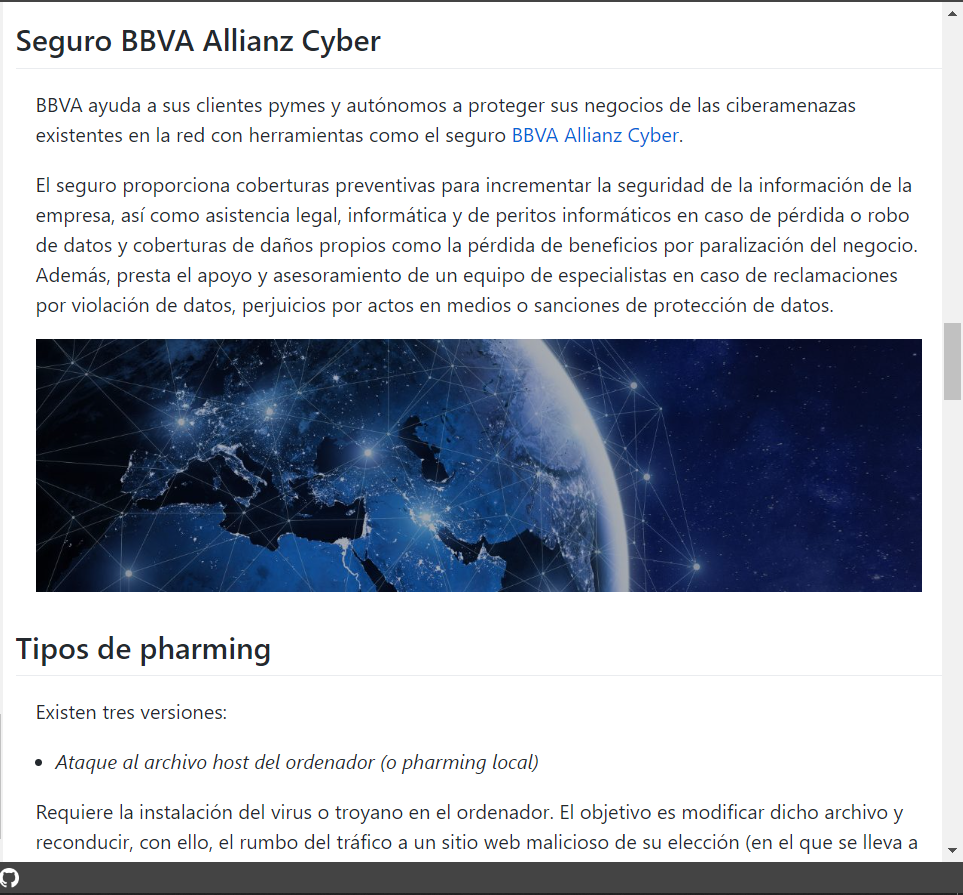 Seguro BBVA Allianz Cyber
BBVA ayuda a sus clientes pymes y autónomos a proteger sus negocios de las ciberamenazas
existentes en la red con herramientas como el seguro BBVA Allianz Cyber.
El seguro proporciona coberturas preventivas para incrementar la seguridad de la información de la
empresa, así como asistencia legal, informática y de peritos informáticos en caso de pérdida o robo
de datos y coberturas de daños propios como la pérdida de beneficios por paralización del negocio.
Además, presta el apoyo y asesoramiento de un equipo de especialistas en caso de reclamaciones
por violación de datos, perjuicios por actos en medios o sanciones de protección de datos.
Tipos de pharming
Existen tres versiones:
• Ataque al archivo host del ordenador (o pharming local)
Requiere la instalación del virus o troyano en el ordenador. El objetivo es modificar dicho archivo y
reconducir, con ello, el rumbo del tráfico a un sitio web malicioso de su elección (en el que se lleva a